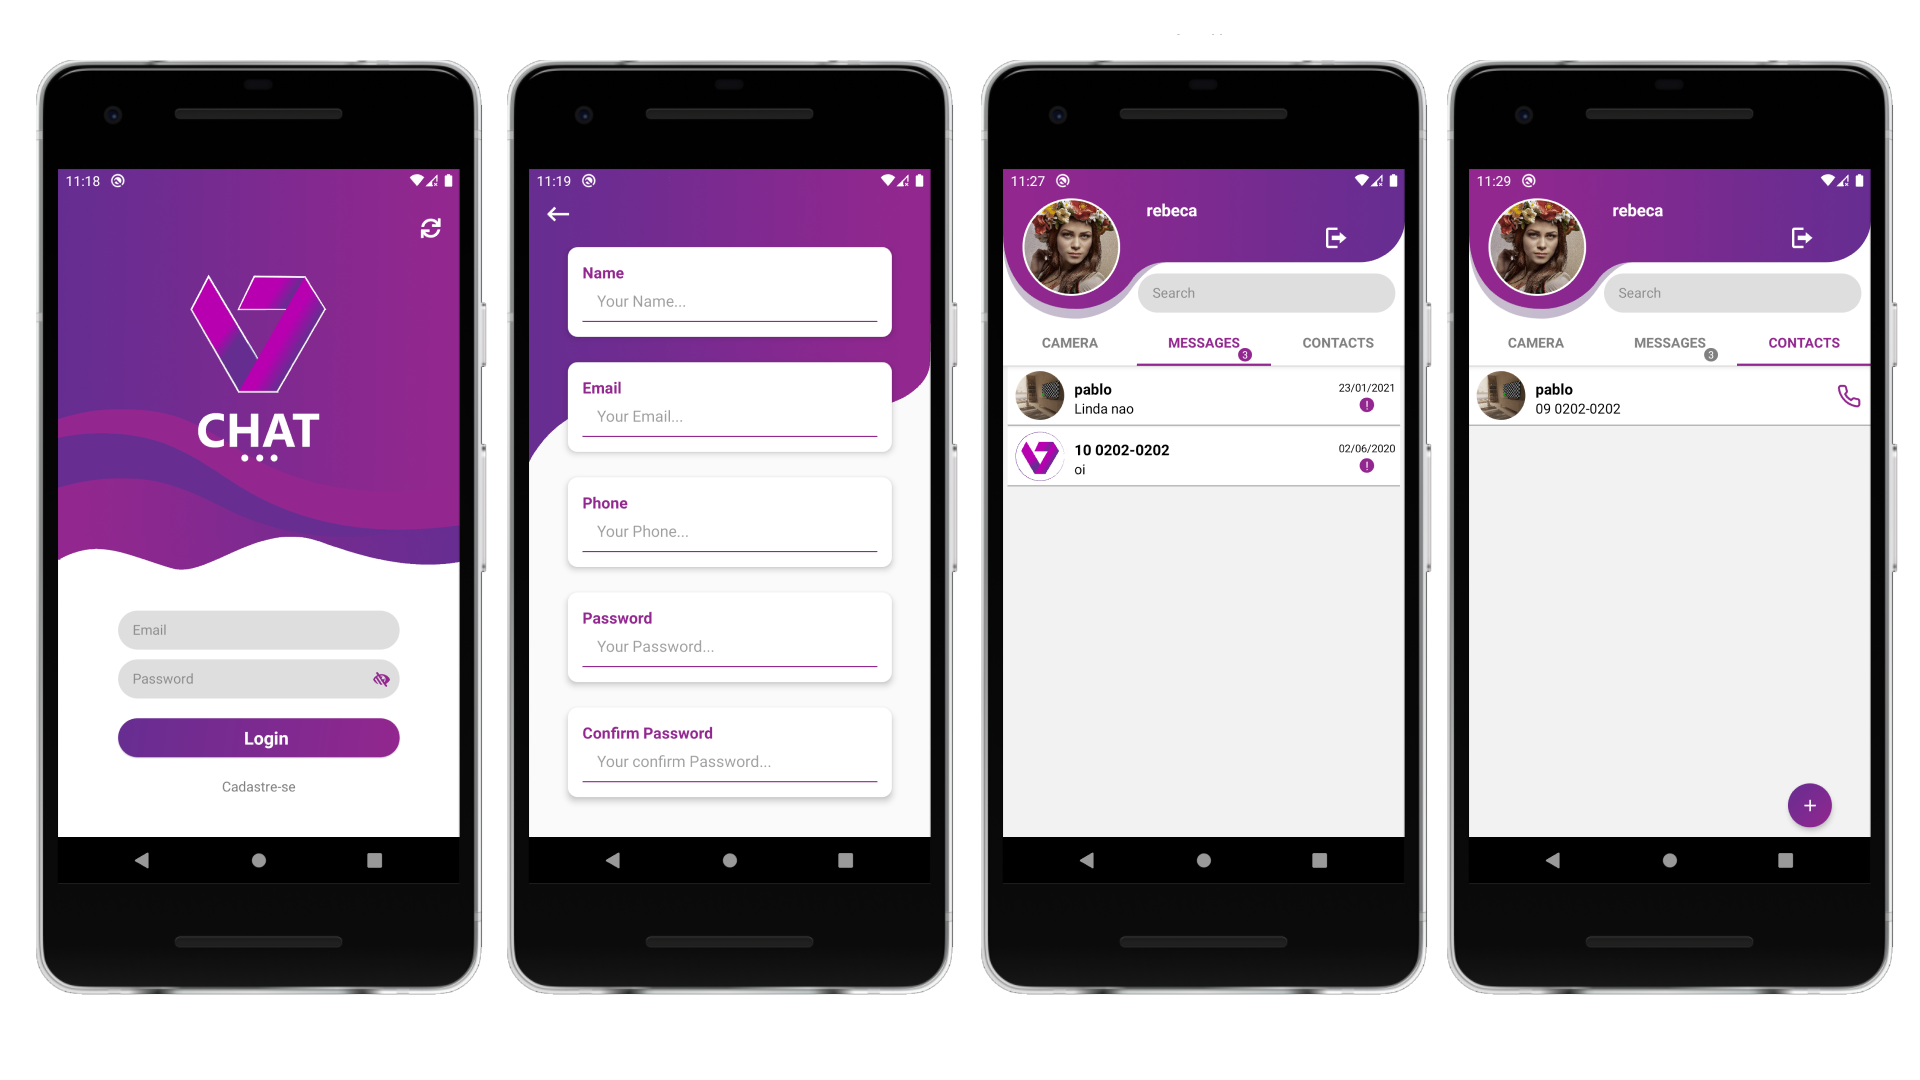 11:18
CHAT
Email
Password
Login
Cadastre-se
11:19
Name
Your Name...
Email
Your Email...
Phone
Your Phone...
Password
Your Password...
Confirm Password
Your confirm Password...
11:27
rebeca
Search
CAMERA MESSAGES 3 CONTACTS
pablo 23/01/2021
Linda nao
10 0202-0202 02/06/2020
oi
11:29
rebeca
Search
CAMERA MESSAGES 3 CONTACTS
pablo
09 0202-0202